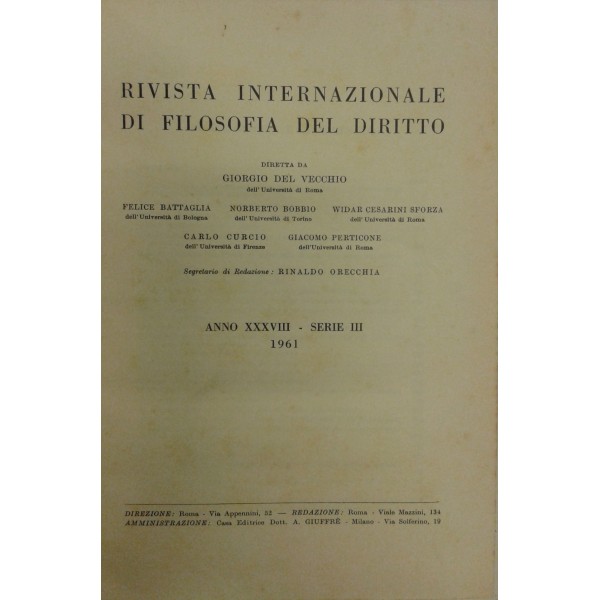 RIVISTA INTERNAZIONALE
DI FILOSOFIA DEL DIRITTO
DIRETTA DA
GIORGIO DEL VECCHIO
dell'Università di Roma
FELICE BATTAGLIA NORBERTO BOBBIO WIDAR CESARINI SFORZA
dell'Università di Bologna dell'Università di Torino dell'Università di Roma
CARLO CURCIO GIACOMO PERTICONE
dell'Università di Firenze dell'Università di Roma
Segretario di Redazione: RINALDO ORECCHIA
ANNO XXXVIII - SERIE III
1961
DIREZIONE: Roma - Via Appennini, 52 — REDAZIONE: Roma - Viale Mazzini, 134
AMMINISTRAZIONE: Casa Editrice Dott. A. GIUFFRÈ - Milano - Via Solferino, 19